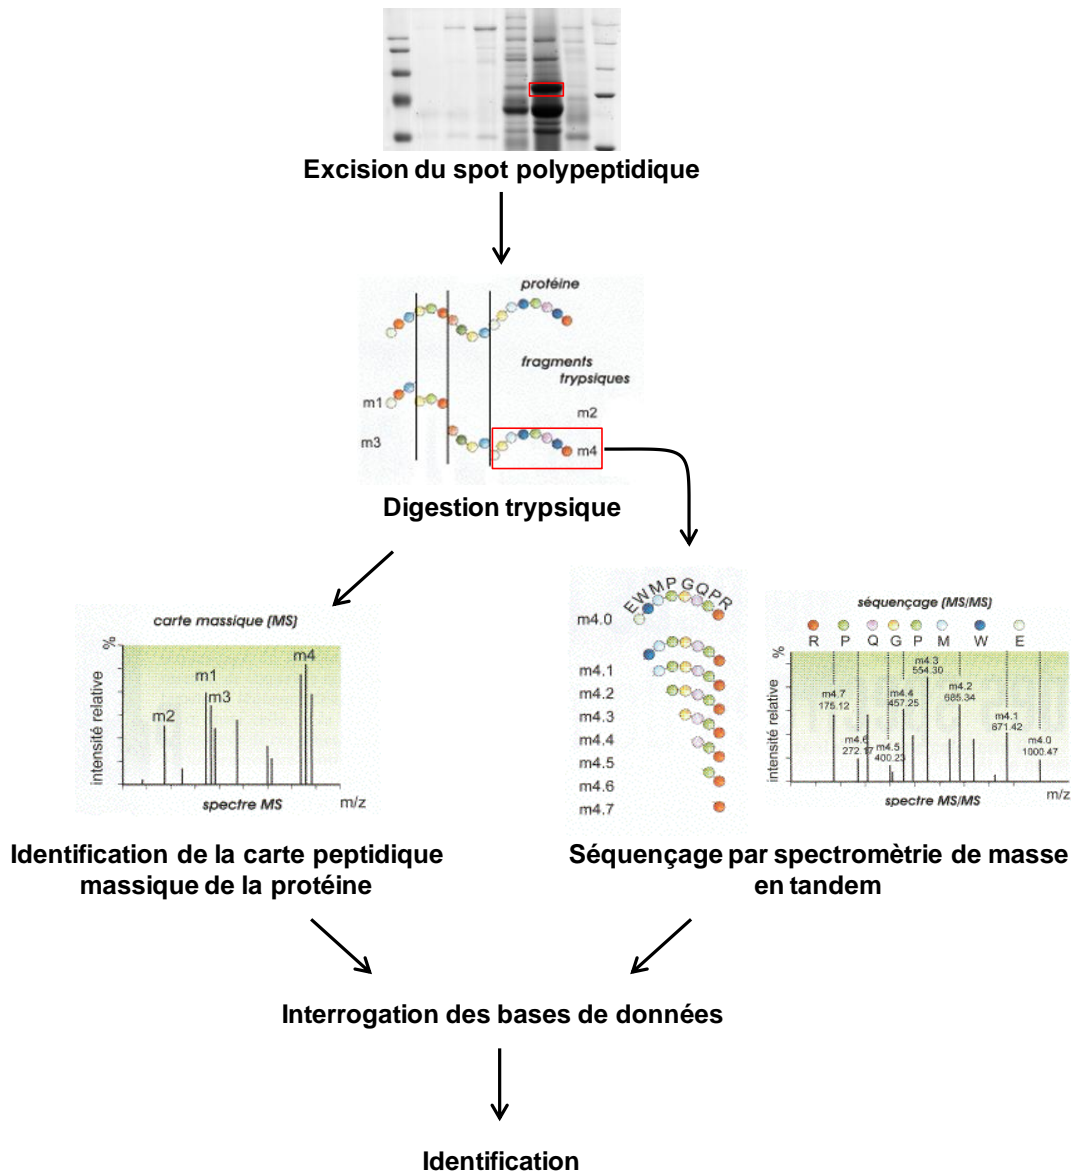 Excision du spot polypeptidique
protéine
fragments
trypsiques
m1
m2
m3
m4
Digestion trypsique
carte massique (MS)
%
intensité relative
m1
m2
m3
m4
spectre MS
m/z
Identification de la carte peptidique
massique de la protéine
EWMPGQPR
m4.0
m4.1
m4.2
m4.3
m4.4
m4.5
m4.6
m4.7
séquençage (MS/MS)
R P Q G P M W E
%
intensité relative
m4.7
175.12
m4.6
272.17
m4.5
400.23
m4.4
457.25
m4.3
554.30
m4.2
685.34
m4.1
871.42
m4.0
1000.47
spectre MS/MS
m/z
Séquençage par spectromètrie de masse
en tandem
Interrogation des bases de données
Identification